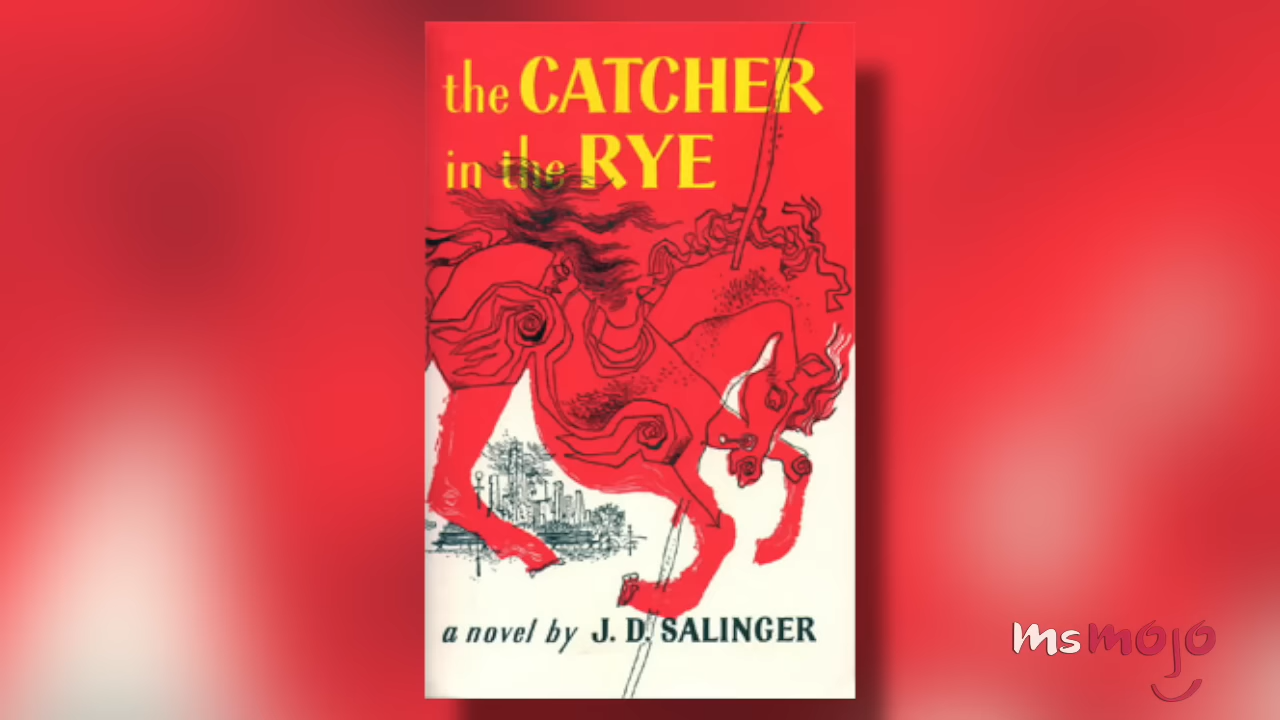 the CATCHER
in the RYE
a novel by J. D. SALINGER
msmojo